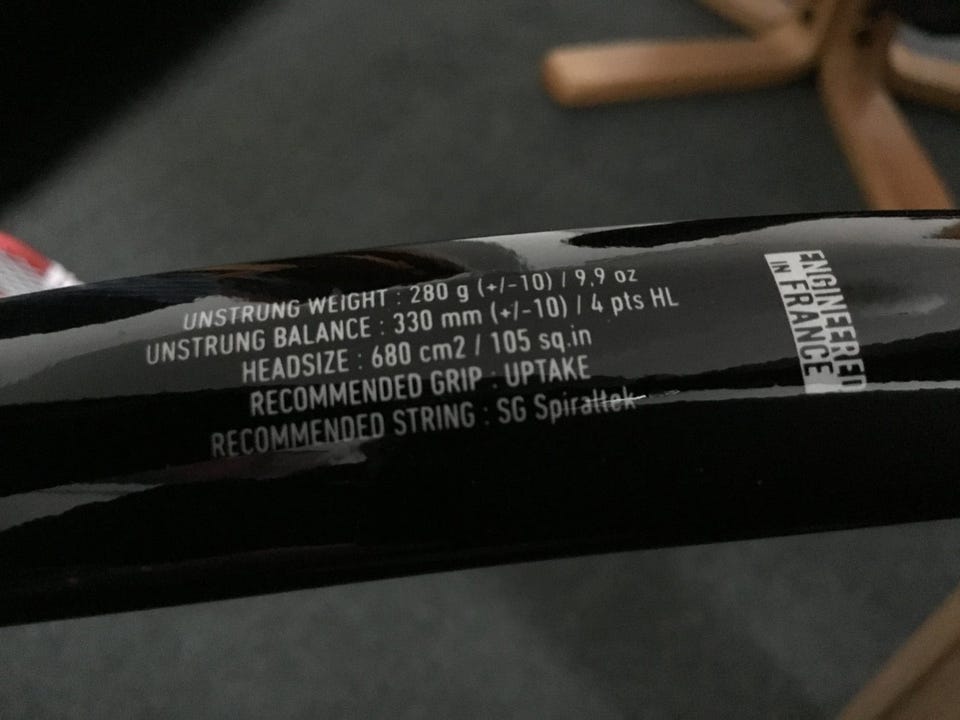 UNSTRUNG WEIGHT : 280 g (+/-10) / 9.9 oz
UNSTRUNG BALANCE : 330 mm (+/-10) / 4 pts HL
HEADSIZE : 680 cm2 / 105 sq.in
RECOMMENDED GRIP : UPTAKE
RECOMMENDED STRING : SG Spiraltek
ENGINEERED
IN FRANCE